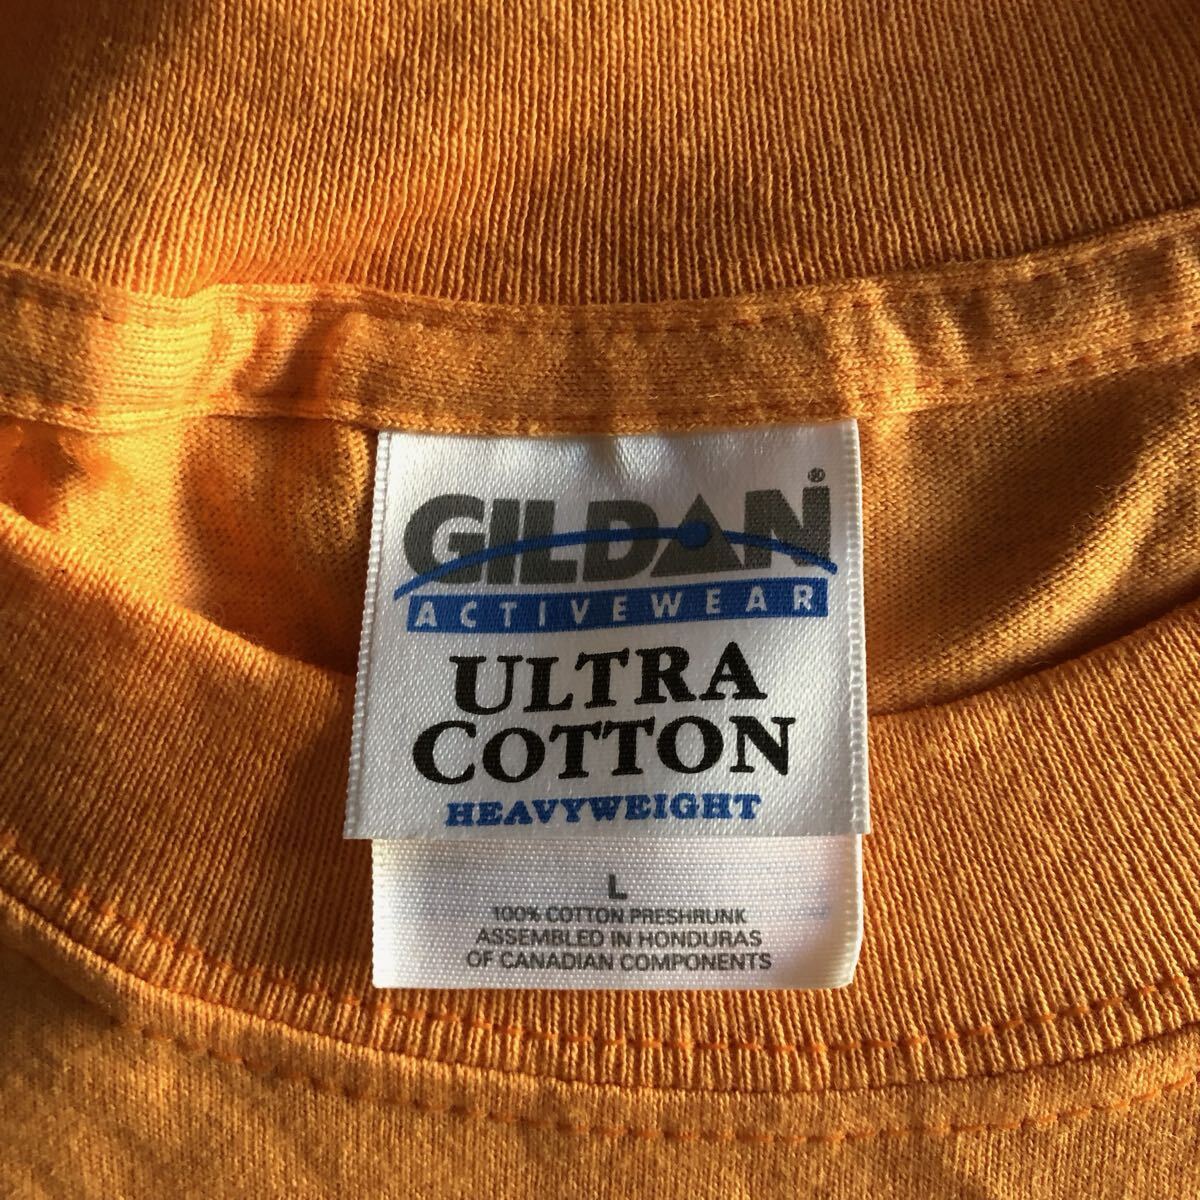 GILDAN®
ACTIVEWEAR
ULTRA
COTTON
HEAVYWEIGHT
L
100% COTTON PRESHRUNK
ASSEMBLED IN HONDURAS
OF CANADIAN COMPONENTS